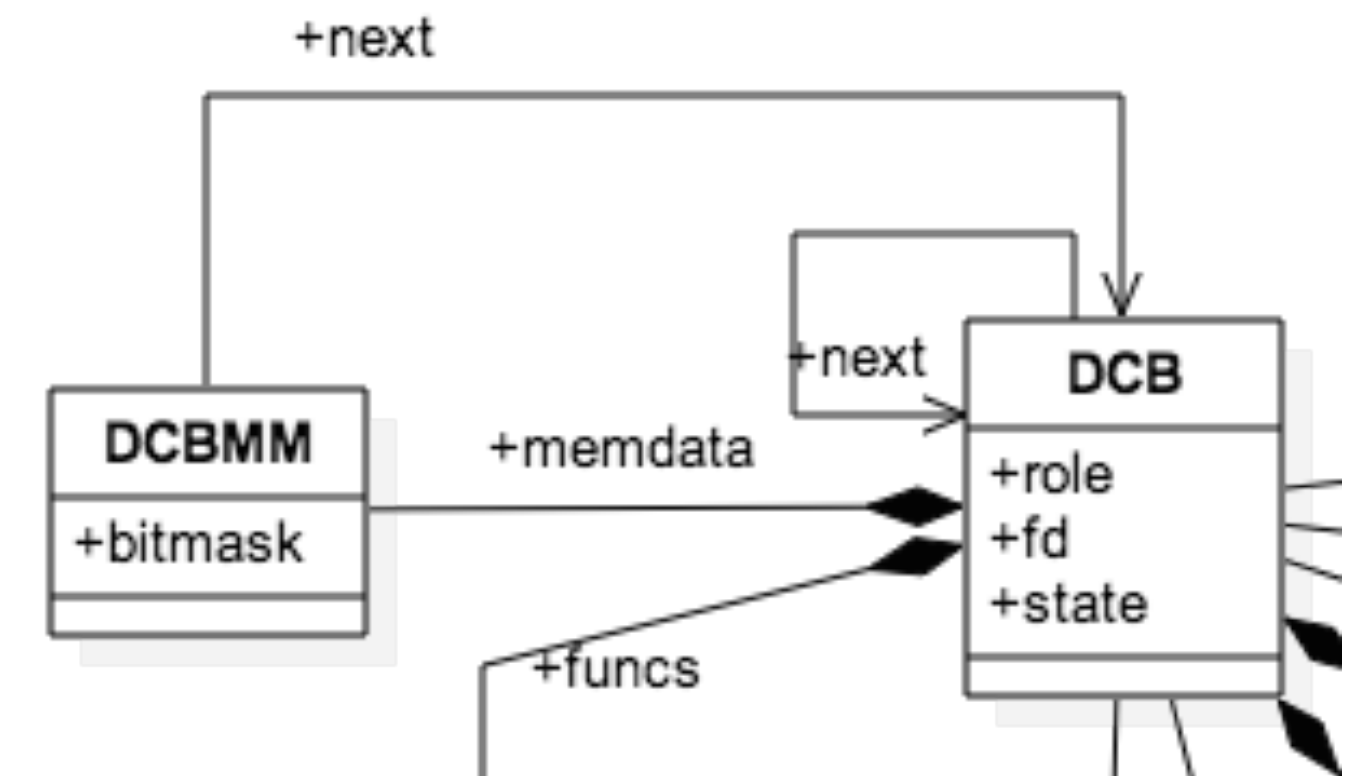 +next
+next
DCB
DCBMM
+memdata
+role
+bitmask
+fd
+state
+funcs